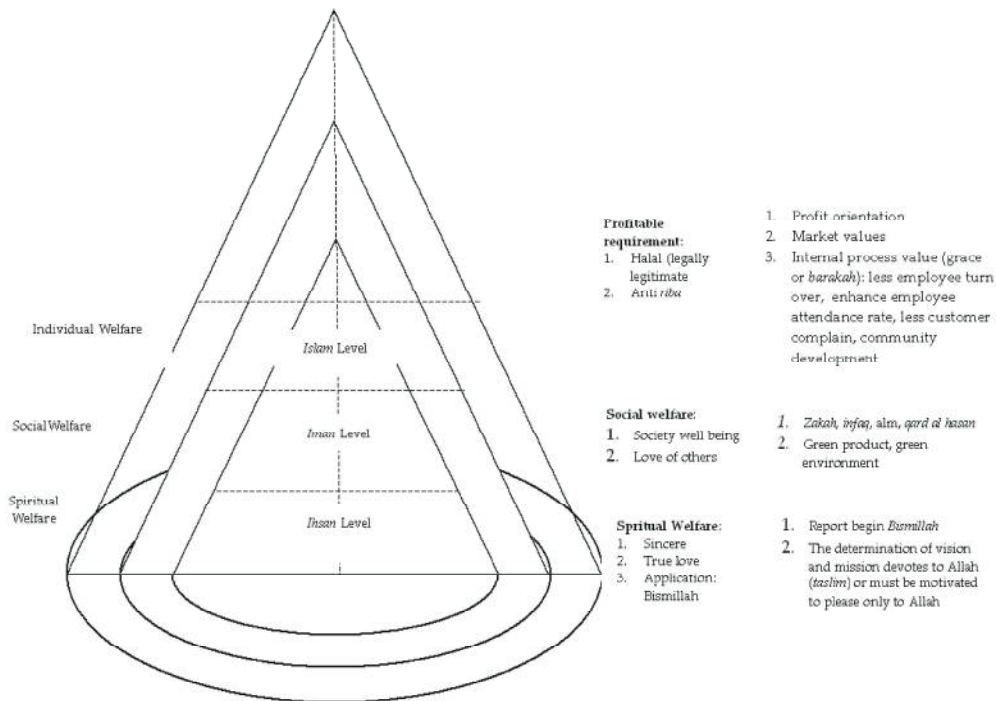 Individual Welfare
Social Welfare
Spiritual
Welfare
Islam Level
Iman Level
Ihsan Level
Profitable
requirement:
1. Halal (legally
legitimate
2. Anti riba
1. Profit orientation
2. Market values
3. Internal process value (grace
or barakah): less employee turn
over, enhance employee
attendance rate, less customer
complain, community
development
Social welfare:
1. Society well being
2. Love of others
1. Zakah, infaq, alm, qard al hasan
2. Green product, green
environment
Spritual Welfare:
1. Sincere
2. True love
3. Application:
Bismillah
1. Report begin Bismillah
2. The determination of vision
and mission devotes to Allah
(taslim) or must be motivated
to please only to Allah